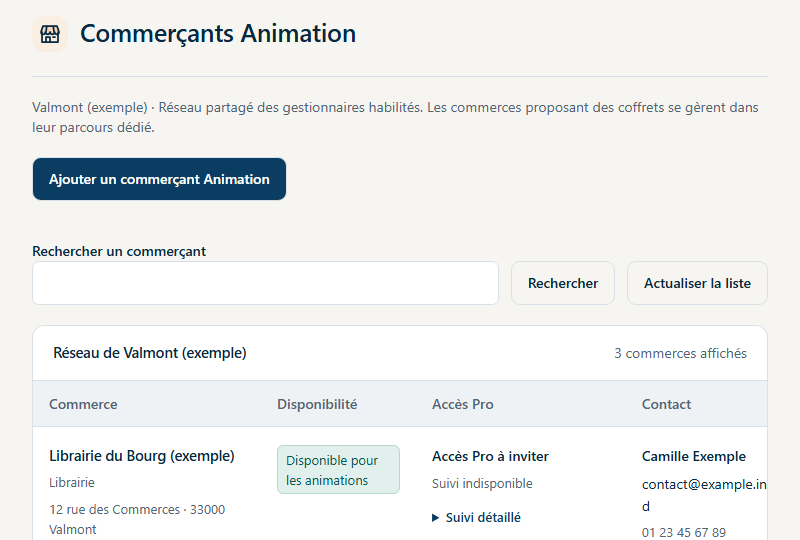 Commerçants Animation
Valmont (exemple) · Réseau partagé des gestionnaires habilités. Les commerces proposant des coffrets se gèrent dans
leur parcours dédié.
Ajouter un commerçant Animation
Rechercher un commerçant
Rechercher
Actualiser la liste
Réseau de Valmont (exemple)
3 commerces affichés
Commerce
Disponibilité
Accès Pro
Contact
Librairie du Bourg (exemple)
Librairie
12 rue des Commerces · 33000
Valmont
Disponible pour
les animations
Accès Pro à inviter
Suivi indisponible
Suivi détaillé
Camille Exemple
contact@example.in
d
01 23 45 67 89